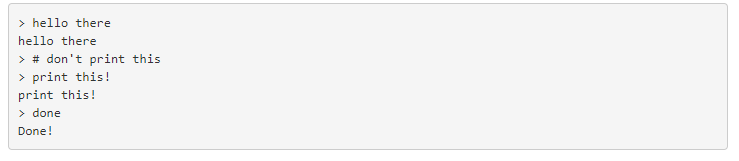 > hello there
hello there
> # don't print this
> print this!
print this!
> done
Done!